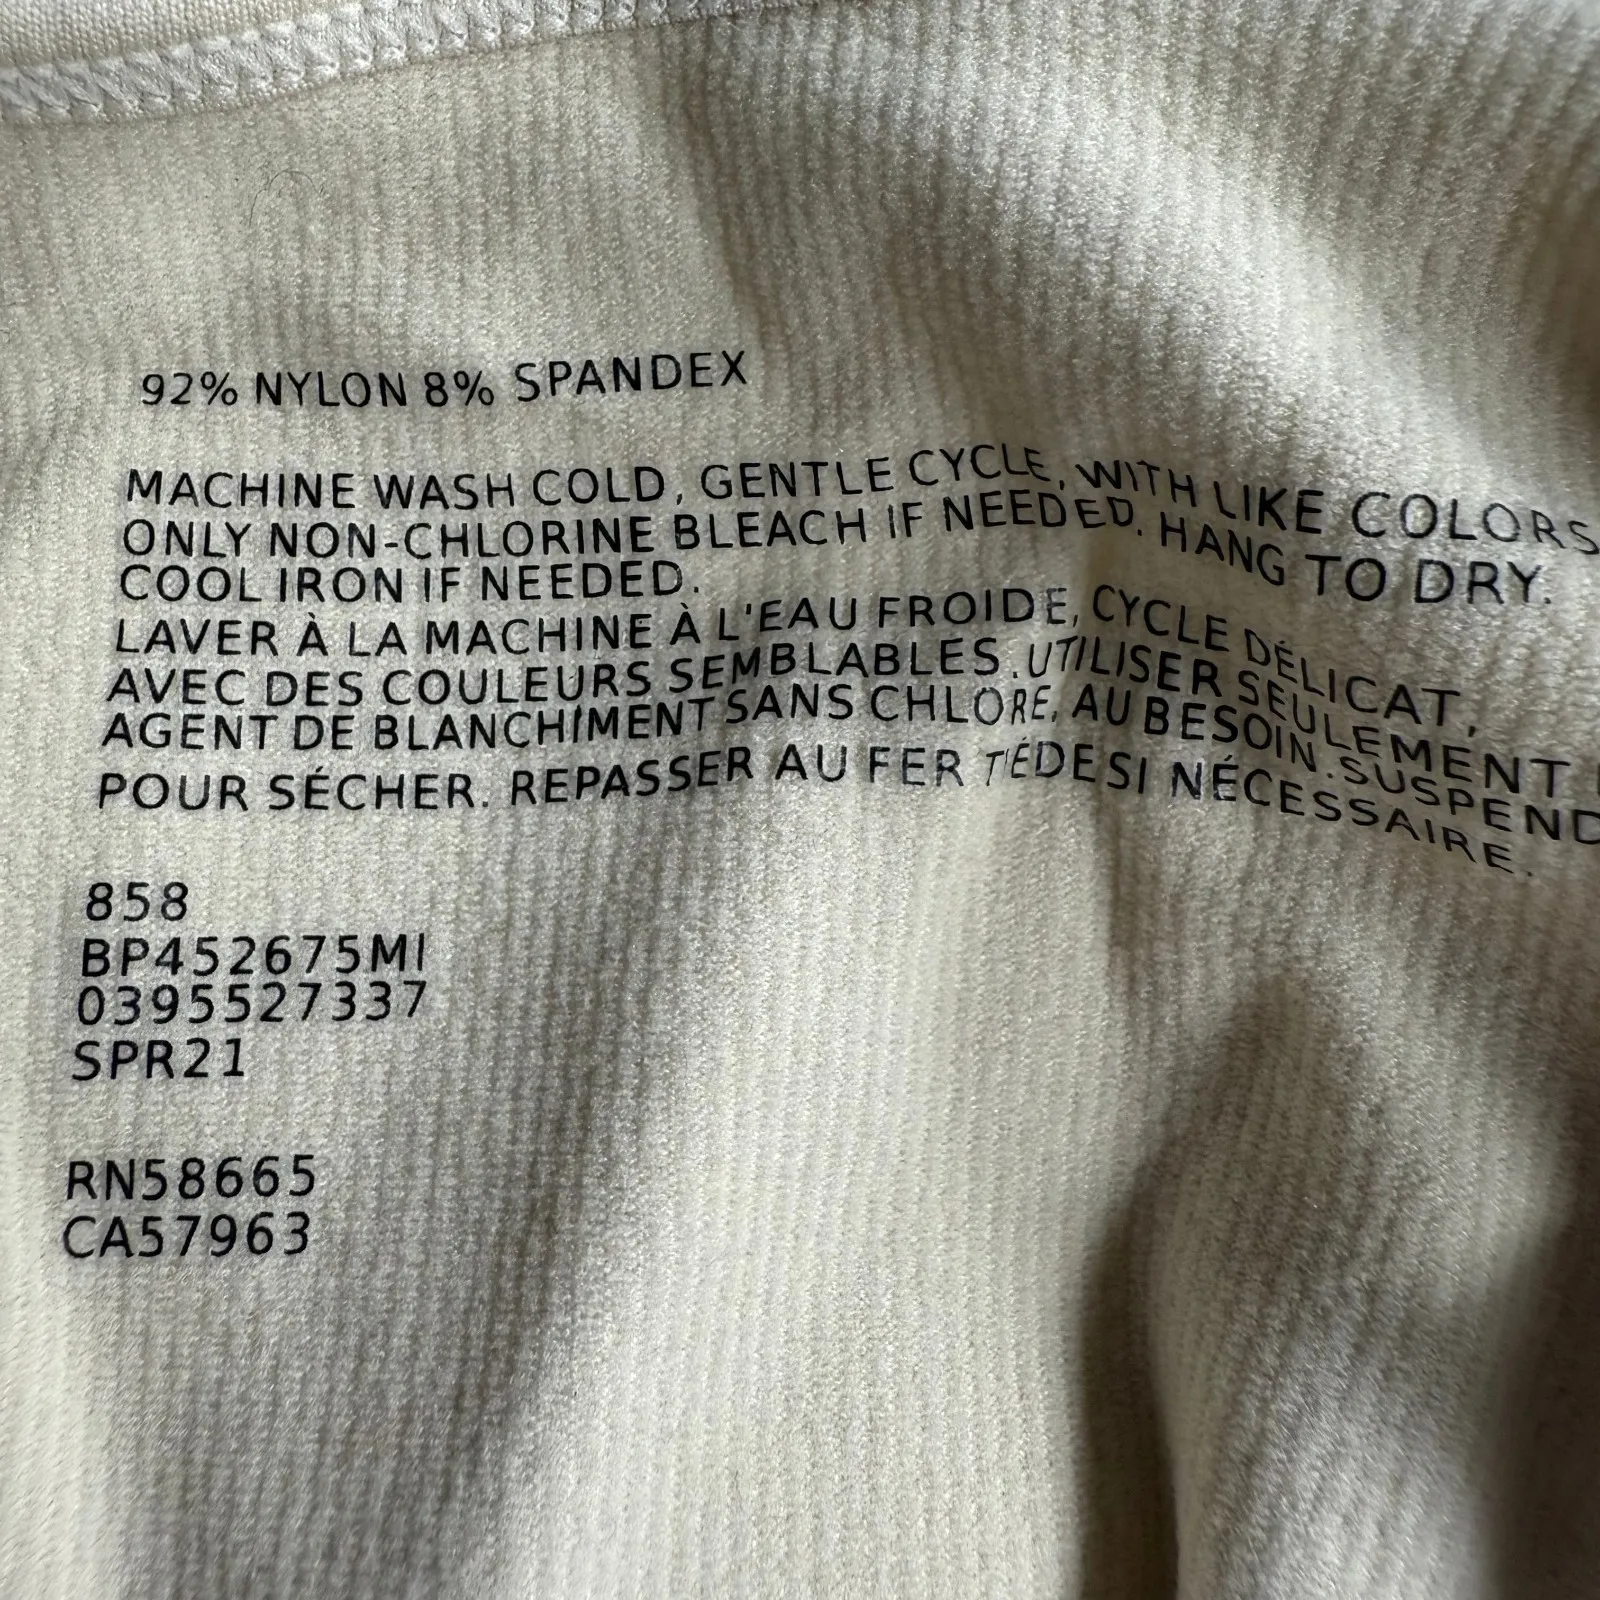 92% NYLON 8% SPANDEX
MACHINE WASH COLD, GENTLE CYCLE, WITH LIKE COLORS
ONLY NON-CHLORINE BLEACH IF NEEDED. HANG TO DRY.
COOL IRON IF NEEDED.
LAVER À LA MACHINE À L'EAU FROIDE, CYCLE DÉLICAT,
AVEC DES COULEURS SEMBLABLES. UTILISER SEULEMENT
AGENT DE BLANCHIMENT SANS CHLORE, AU BESOIN. SUSPEND
POUR SÉCHER. REPASSER AU FER TIÉDE SI NÉCESSAIRE.
858
BP452675MI
0395527337
SPR21
RN58665
CA57963